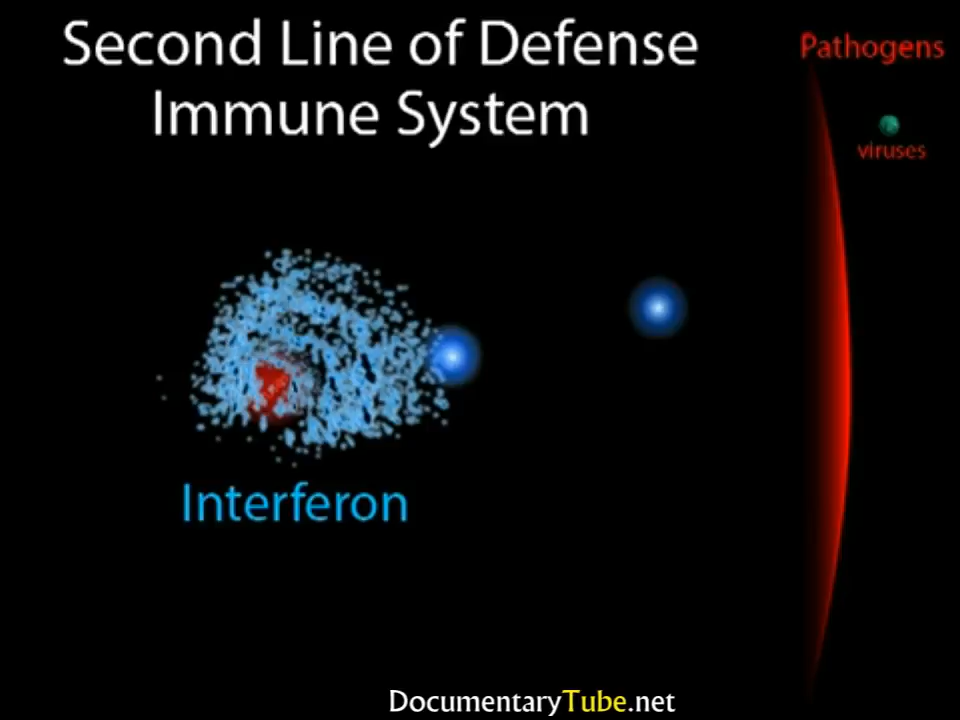 Second Line of Defense
Immune System
Pathogens
viruses
Interferon
DocumentaryTube.net